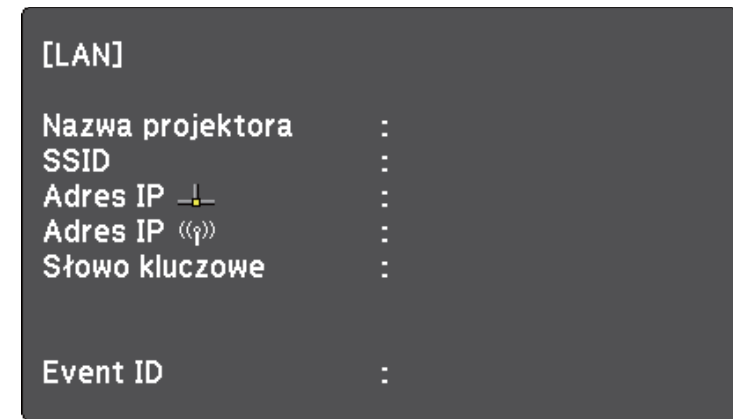 [LAN]
Nazwa projektora :
SSID :
Adres IP :
Adres IP :
Słowo kluczowe :
Event ID :